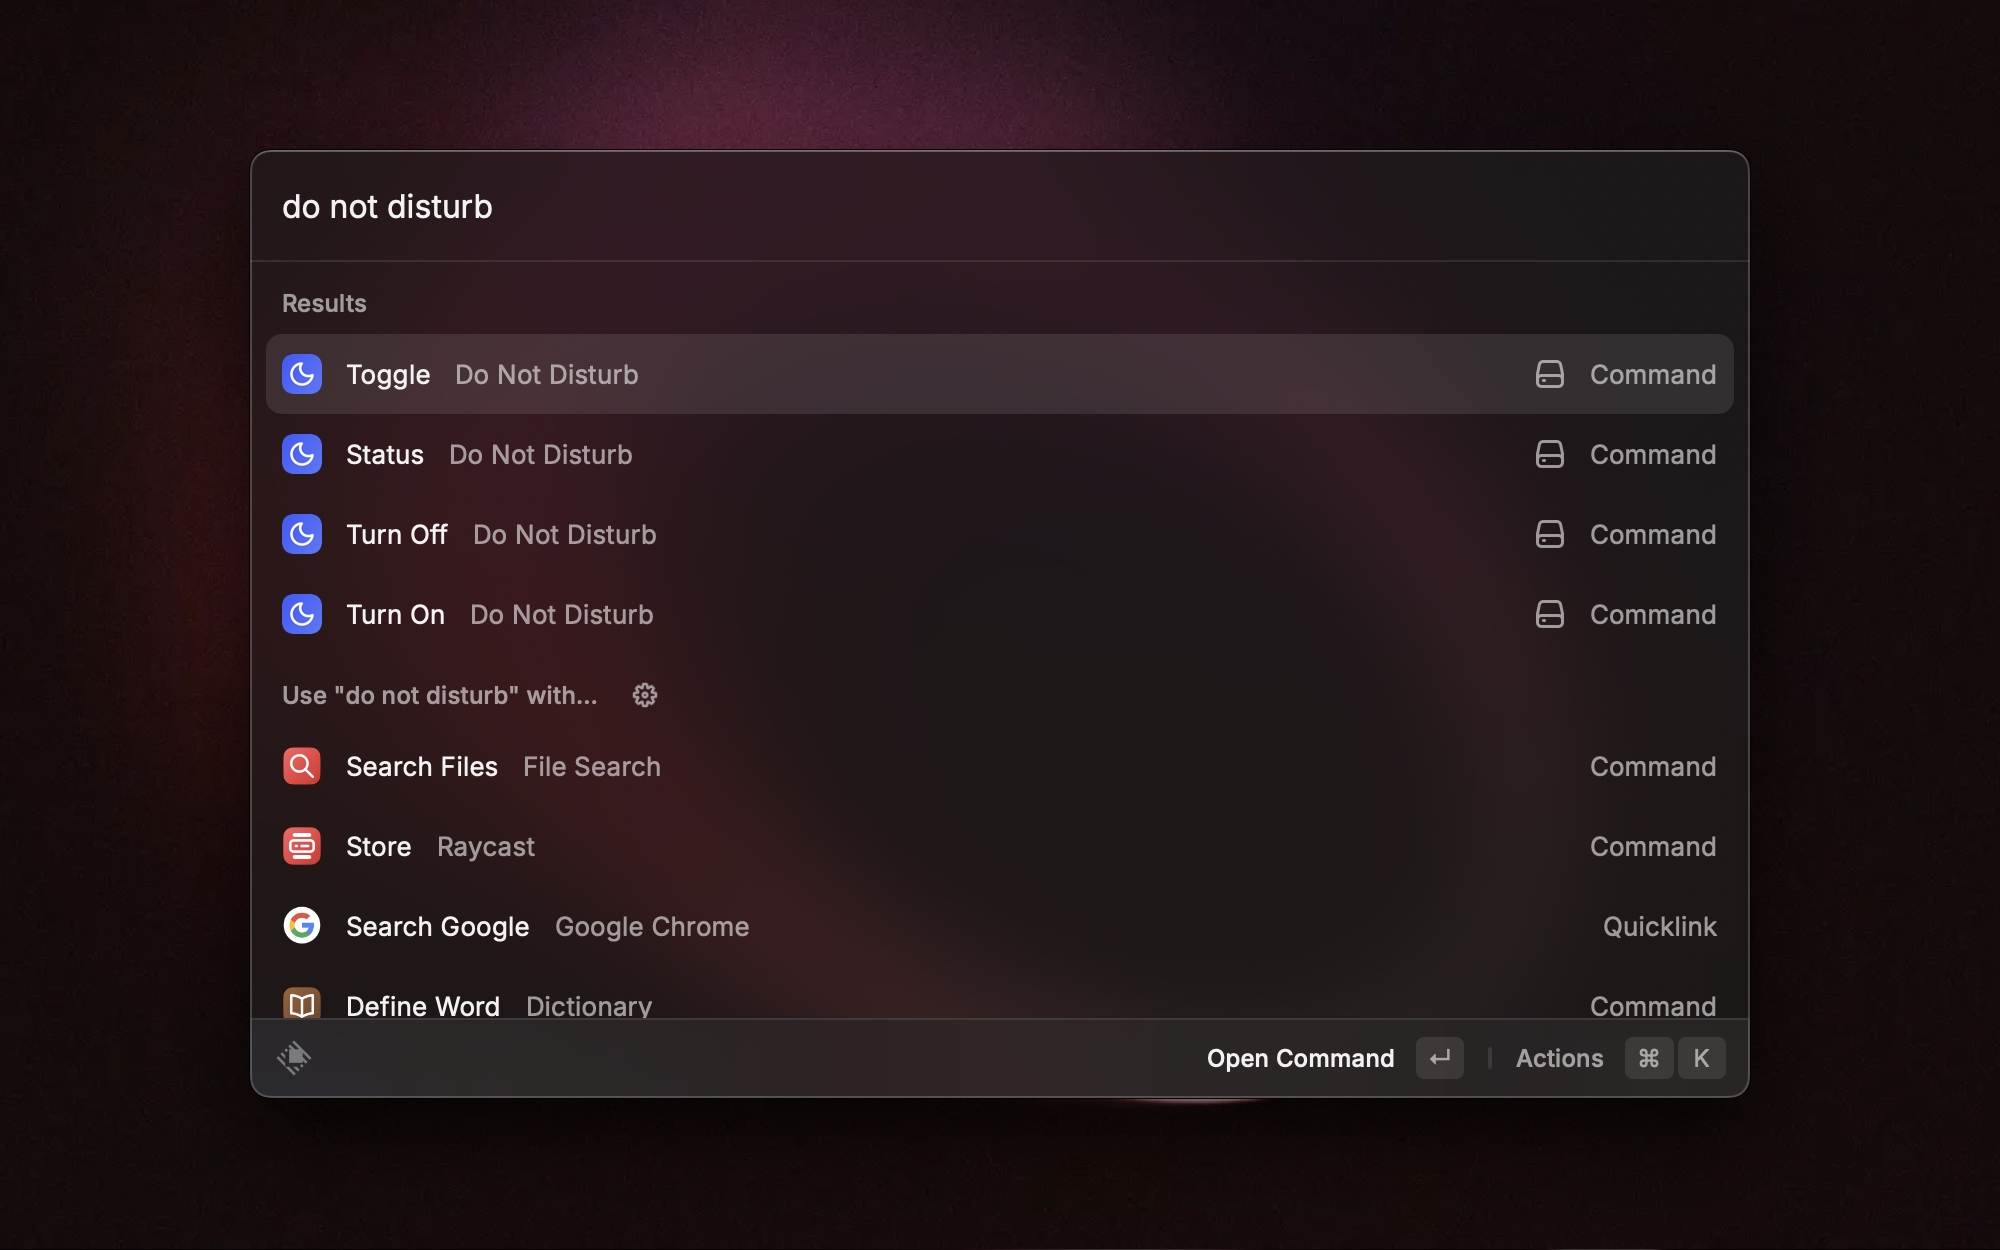 do not disturb
Results
Toggle Do Not Disturb Command
Status Do Not Disturb Command
Turn Off Do Not Disturb Command
Turn On Do Not Disturb Command
Use "do not disturb" with...
Search Files File Search Command
Store Raycast Command
Search Google Google Chrome Quicklink
Define Word Dictionary Command
Open Command ↵ Actions ⌘ K